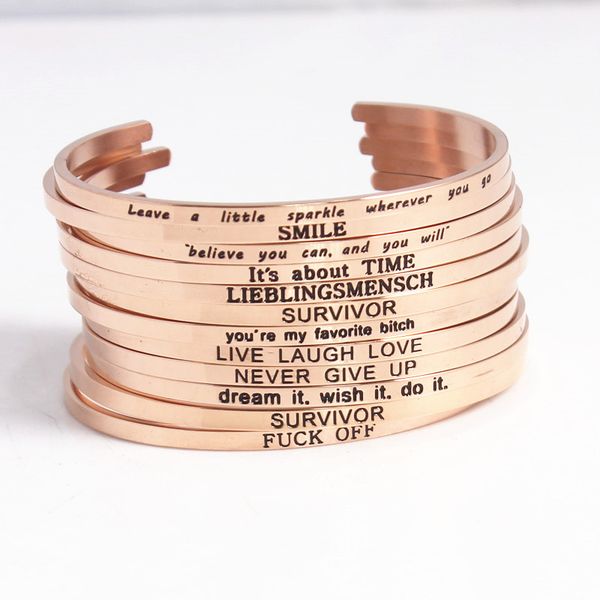 Leave a little sparkle wherever you go
SMILE
"believe you can, and you will"
It's about TIME
LIEBLINGSMENSCH
SURVIVOR
you're my favorite bitch
LIVE LAUGH LOVE
NEVER GIVE UP
dream it. wish it. do it.
SURVIVOR
FUCK OFF